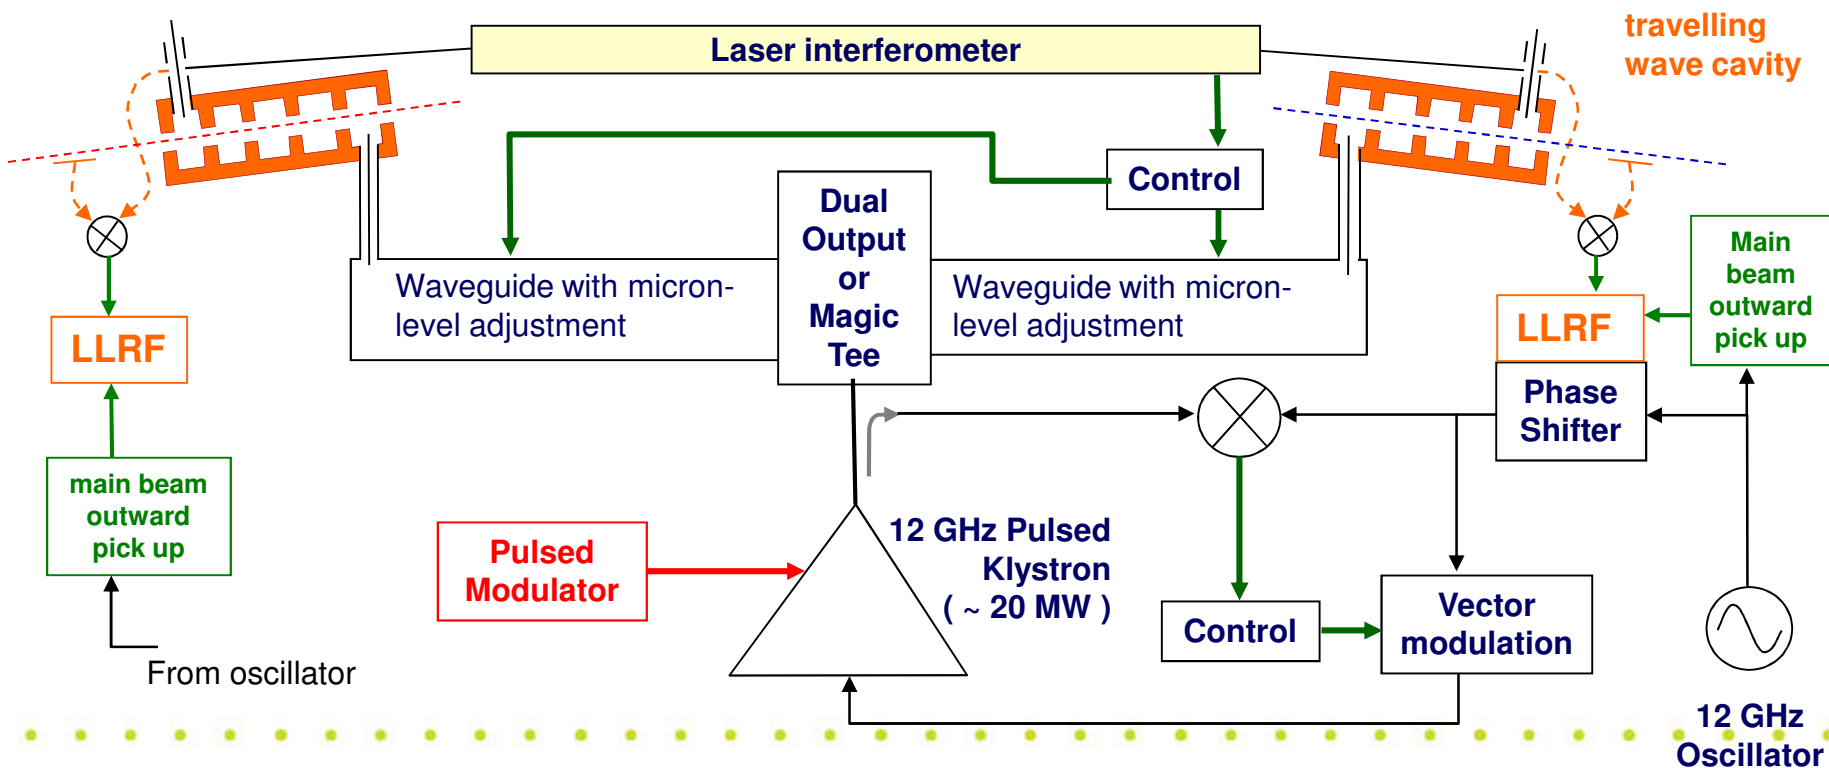 travelling
wave cavity
Laser interferometer
Control
Dual
Output
or
Magic
Tee
Waveguide with micron-
level adjustment
Waveguide with micron-
level adjustment
Main
beam
outward
pick up
LLRF
LLRF
Phase
Shifter
main beam
outward
pick up
Pulsed
Modulator
12 GHz Pulsed
Klystron
( ~ 20 MW )
Control
Vector
modulation
From oscillator
12 GHz
Oscillator